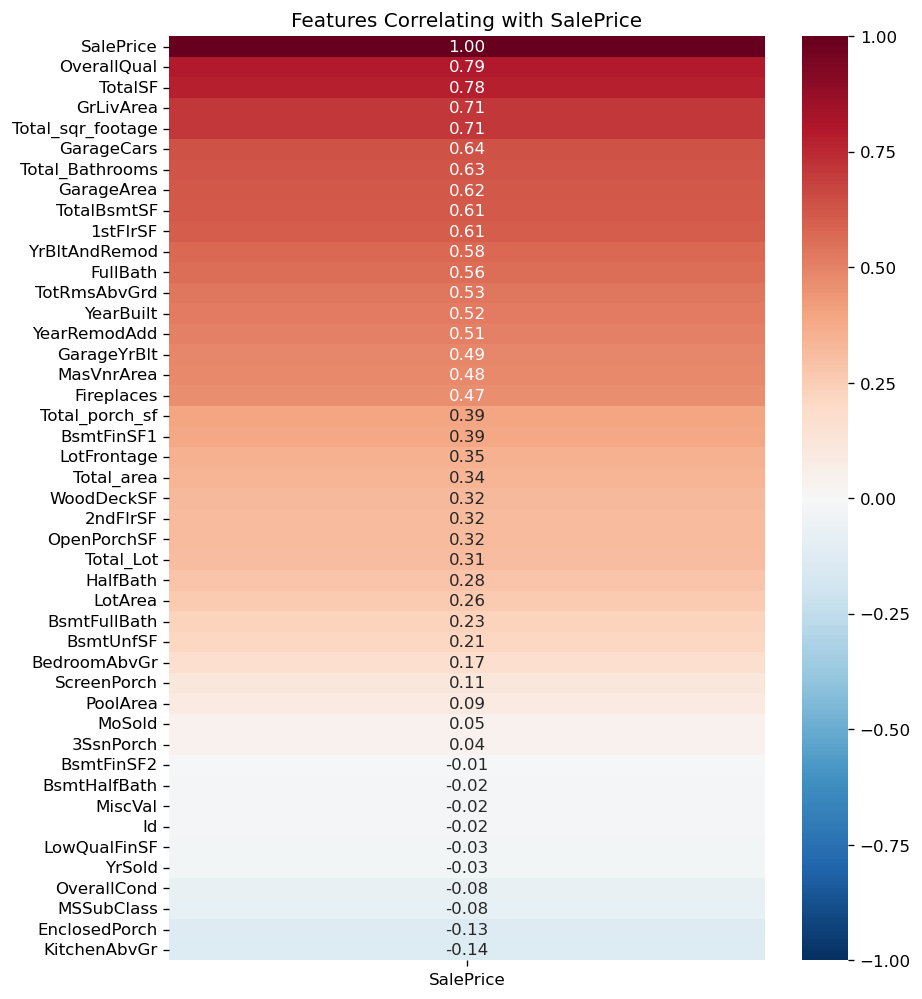 Features Correlating with SalePrice
SalePrice 1.00
OverallQual 0.79
TotalSF 0.78
GrLivArea 0.71
Total_sqr_footage 0.71
GarageCars 0.64
Total_Bathrooms 0.63
GarageArea 0.62
TotalBsmtSF 0.61
1stFlrSF 0.61
YrBltAndRemod 0.58
FullBath 0.56
TotRmsAbvGrd 0.53
YearBuilt 0.52
YearRemodAdd 0.51
GarageYrBlt 0.49
MasVnrArea 0.48
Fireplaces 0.47
Total_porch_sf 0.39
BsmtFinSF1 0.39
LotFrontage 0.35
Total_area 0.34
WoodDeckSF 0.32
2ndFlrSF 0.32
OpenPorchSF 0.32
Total_Lot 0.31
HalfBath 0.28
LotArea 0.26
BsmtFullBath 0.23
BsmtUnfSF 0.21
BedroomAbvGr 0.17
ScreenPorch 0.11
PoolArea 0.09
MoSold 0.05
3SsnPorch 0.04
BsmtFinSF2 -0.01
BsmtHalfBath -0.02
MiscVal -0.02
Id -0.02
LowQualFinSF -0.03
YrSold -0.03
OverallCond -0.08
MSSubClass -0.08
EnclosedPorch -0.13
KitchenAbvGr -0.14
SalePrice
1.00
0.75
0.50
0.25
0.00
−0.25
−0.50
−0.75
−1.00